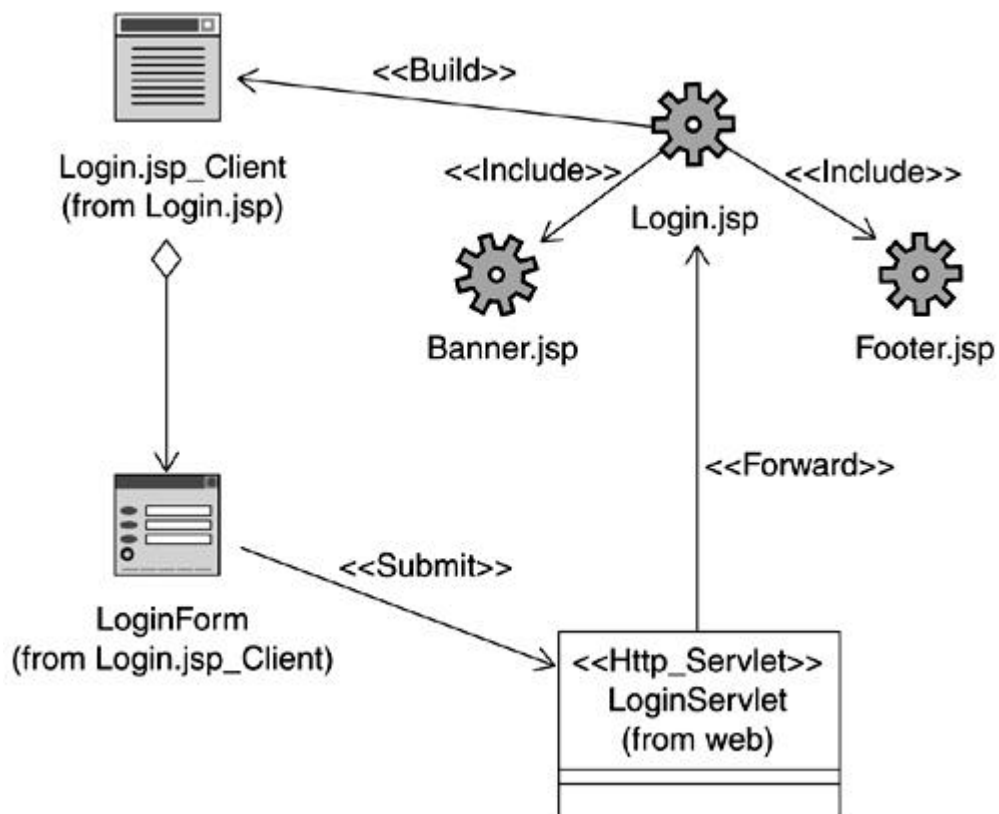 <<Build>>
Login.jsp_Client
(from Login.jsp)
<<Include>>
<<Include>>
Login.jsp
Banner.jsp
Footer.jsp
<<Forward>>
<<Submit>>
LoginForm
(from Login.jsp_Client)
<<Http_Servlet>>
LoginServlet
(from web)